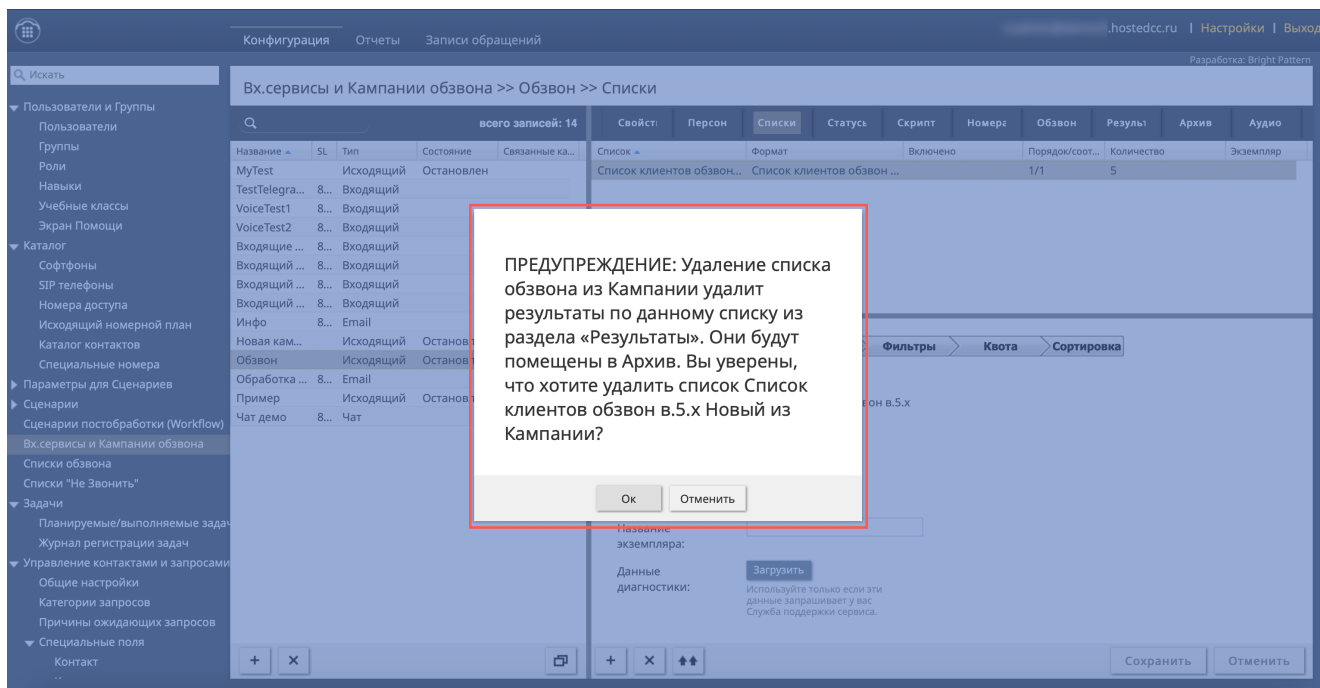 Конфигурация Отчеты Записи обращений
.hostedcc.ru | Настройки | Выход
Разработка: Bright Pattern
Искать
Пользователи и Группы
Пользователи
Группы
Роли
Навыки
Учебные классы
Экран Помощи
Каталог
Софтфоны
SIP телефоны
Номера доступа
Исходящий номерной план
Каталог контактов
Специальные номера
Параметры для Сценариев
Сценарии
Сценарии постобработки (Workflow)
Вх.сервисы и Кампании обзвона
Списки обзвона
Списки "Не Звонить"
Задачи
Планируемые/выполняемые задач
Журнал регистрации задач
Управление контактами и запросами
Общие настройки
Категории запросов
Причины ожидающих запросов
Специальные поля
Контакт
Вх.сервисы и Кампании обзвона >> Обзвон >> Списки
всего записей: 14
Название SL Тип Состояние Связанные ка...
MyTest Исходящий Остановлен
TestTelegra... 8... Входящий
VoiceTest1 8... Входящий
VoiceTest2 8... Входящий
Входящие ... 8... Входящий
Входящий ... 8... Входящий
Входящий ... 8... Входящий
Входящий ... 8... Входящий
Инфо 8... Email
Новая кам... Исходящий Останов
Обзвон Исходящий Останов
Обработка ... 8... Email
Пример Исходящий Останов
Чат демо 8... Чат
Свойст Персон Списки Статусь Скрипт Номера Обзвон Результ Архив Аудио
Список Формат Включено Порядок/соот... Количество Экземпляр
Список клиентов обзвон... Список клиентов обзвон ... 1/1 5
Фильтры Квота Сортировка
вон в.5.x
ПРЕДУПРЕЖДЕНИЕ: Удаление списка
обзвона из Кампании удалит
результаты по данному списку из
раздела «Результаты». Они будут
помещены в Архив. Вы уверены,
что хотите удалить список Список
клиентов обзвон в.5.x Новый из
Кампании?
Ок Отменить
Название
экземпляра:
Данные
диагностики:
Загрузить
Используйте только если эти
данные запрашивает у вас
Служба поддержки сервиса.
Сохранить Отменить